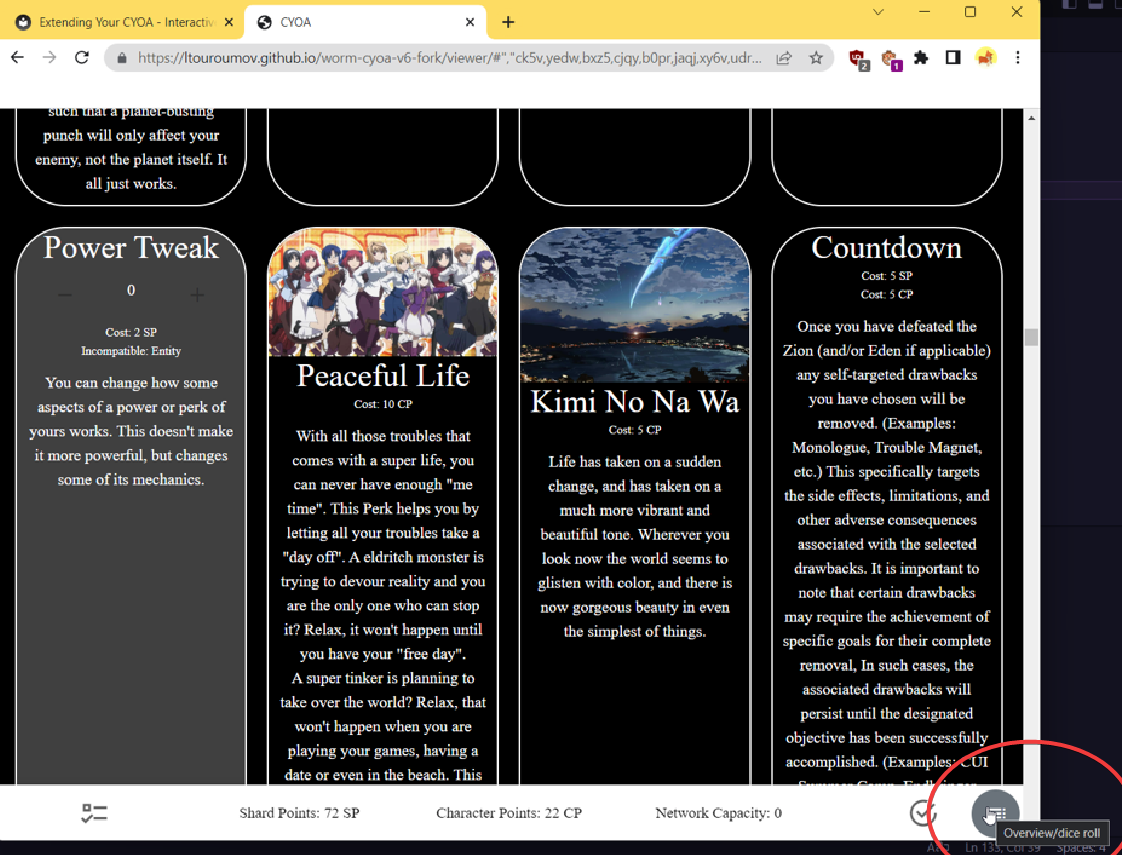 Extending Your CYOA - Interactiv
CYOA
https://ltouroumov.github.io/worm-cyoa-v6-fork/viewer/#","ck5v,yedw,bxz5,cjqy,b0pr,jaqj,xy6v,udr...
2
1
such that a planet-busting
punch will only affect your
enemy, not the planet itself. It
all just works.
Power Tweak
0
Cost: 2 SP
Incompatible: Entity
You can change how some
aspects of a power or perk of
yours works. This doesn't make
it more powerful, but changes
some of its mechanics.
Peaceful Life
Cost: 10 CP
With all those troubles that
comes with a super life, you
can never have enough "me
time". This Perk helps you by
letting all your troubles take a
"day off". A eldritch monster is
trying to devour reality and you
are the only one who can stop
it? Relax, it won't happen until
you have your "free day".
A super tinker is planning to
take over the world? Relax, that
won't happen when you are
playing your games, having a
date or even in the beach. This
Kimi No Na Wa
Cost: 5 CP
Life has taken on a sudden
change, and has taken on a
much more vibrant and
beautiful tone. Wherever you
look now the world seems to
glisten with color, and there is
now gorgeous beauty in even
the simplest of things.
Countdown
Cost: 5 SP
Cost: 5 CP
Once you have defeated the
Zion (and/or Eden if applicable)
any self-targeted drawbacks
you have chosen will be
removed. (Examples:
Monologue, Trouble Magnet,
etc.) This specifically targets
the side effects, limitations, and
other adverse consequences
associated with the selected
drawbacks. It is important to
note that certain drawbacks
may require the achievement of
specific goals for their complete
removal, In such cases, the
associated drawbacks will
persist until the designated
objective has been successfully
accomplished. (Examples: CUI
Shard Points: 72 SP
Character Points: 22 CP
Network Capacity: 0
Overview/dice roll
Ln 133, Col 39
Spaces: 4